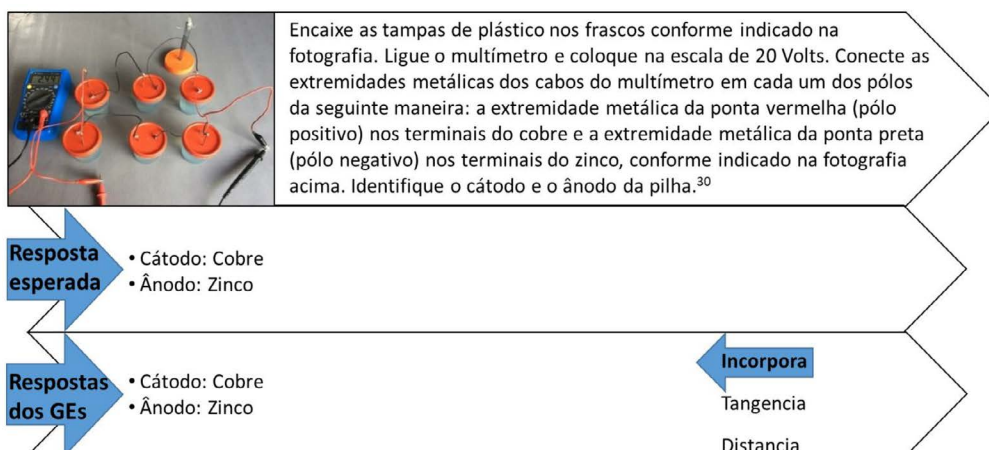 Encaixe as tampas de plástico nos frascos conforme indicado na
fotografia. Ligue o multímetro e coloque na escala de 20 Volts. Conecte as
extremidades metálicas dos cabos do multímetro em cada um dos pólos
da seguinte maneira: a extremidade metálica da ponta vermelha (pólo
positivo) nos terminais do cobre e a extremidade metálica da ponta preta
(pólo negativo) nos terminais do zinco, conforme indicado na fotografia
acima. Identifique o cátodo e o ânodo da pilha.³⁰
Resposta
esperada
• Cátodo: Cobre
• Ânodo: Zinco
Respostas
dos GEs
• Cátodo: Cobre
• Ânodo: Zinco
Incorpora
Tangencia
Distancia